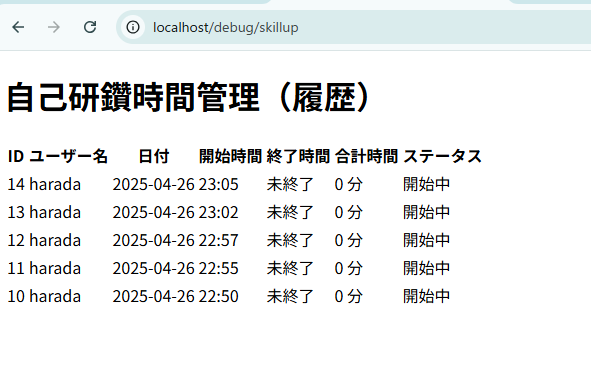 localhost/debug/skillup
自己研鑽時間管理（履歴）
ID ユーザー名 日付 開始時間 終了時間 合計時間 ステータス
14 harada 2025-04-26 23:05 未終了 0 分 開始中
13 harada 2025-04-26 23:02 未終了 0 分 開始中
12 harada 2025-04-26 22:57 未終了 0 分 開始中
11 harada 2025-04-26 22:55 未終了 0 分 開始中
10 harada 2025-04-26 22:50 未終了 0 分 開始中